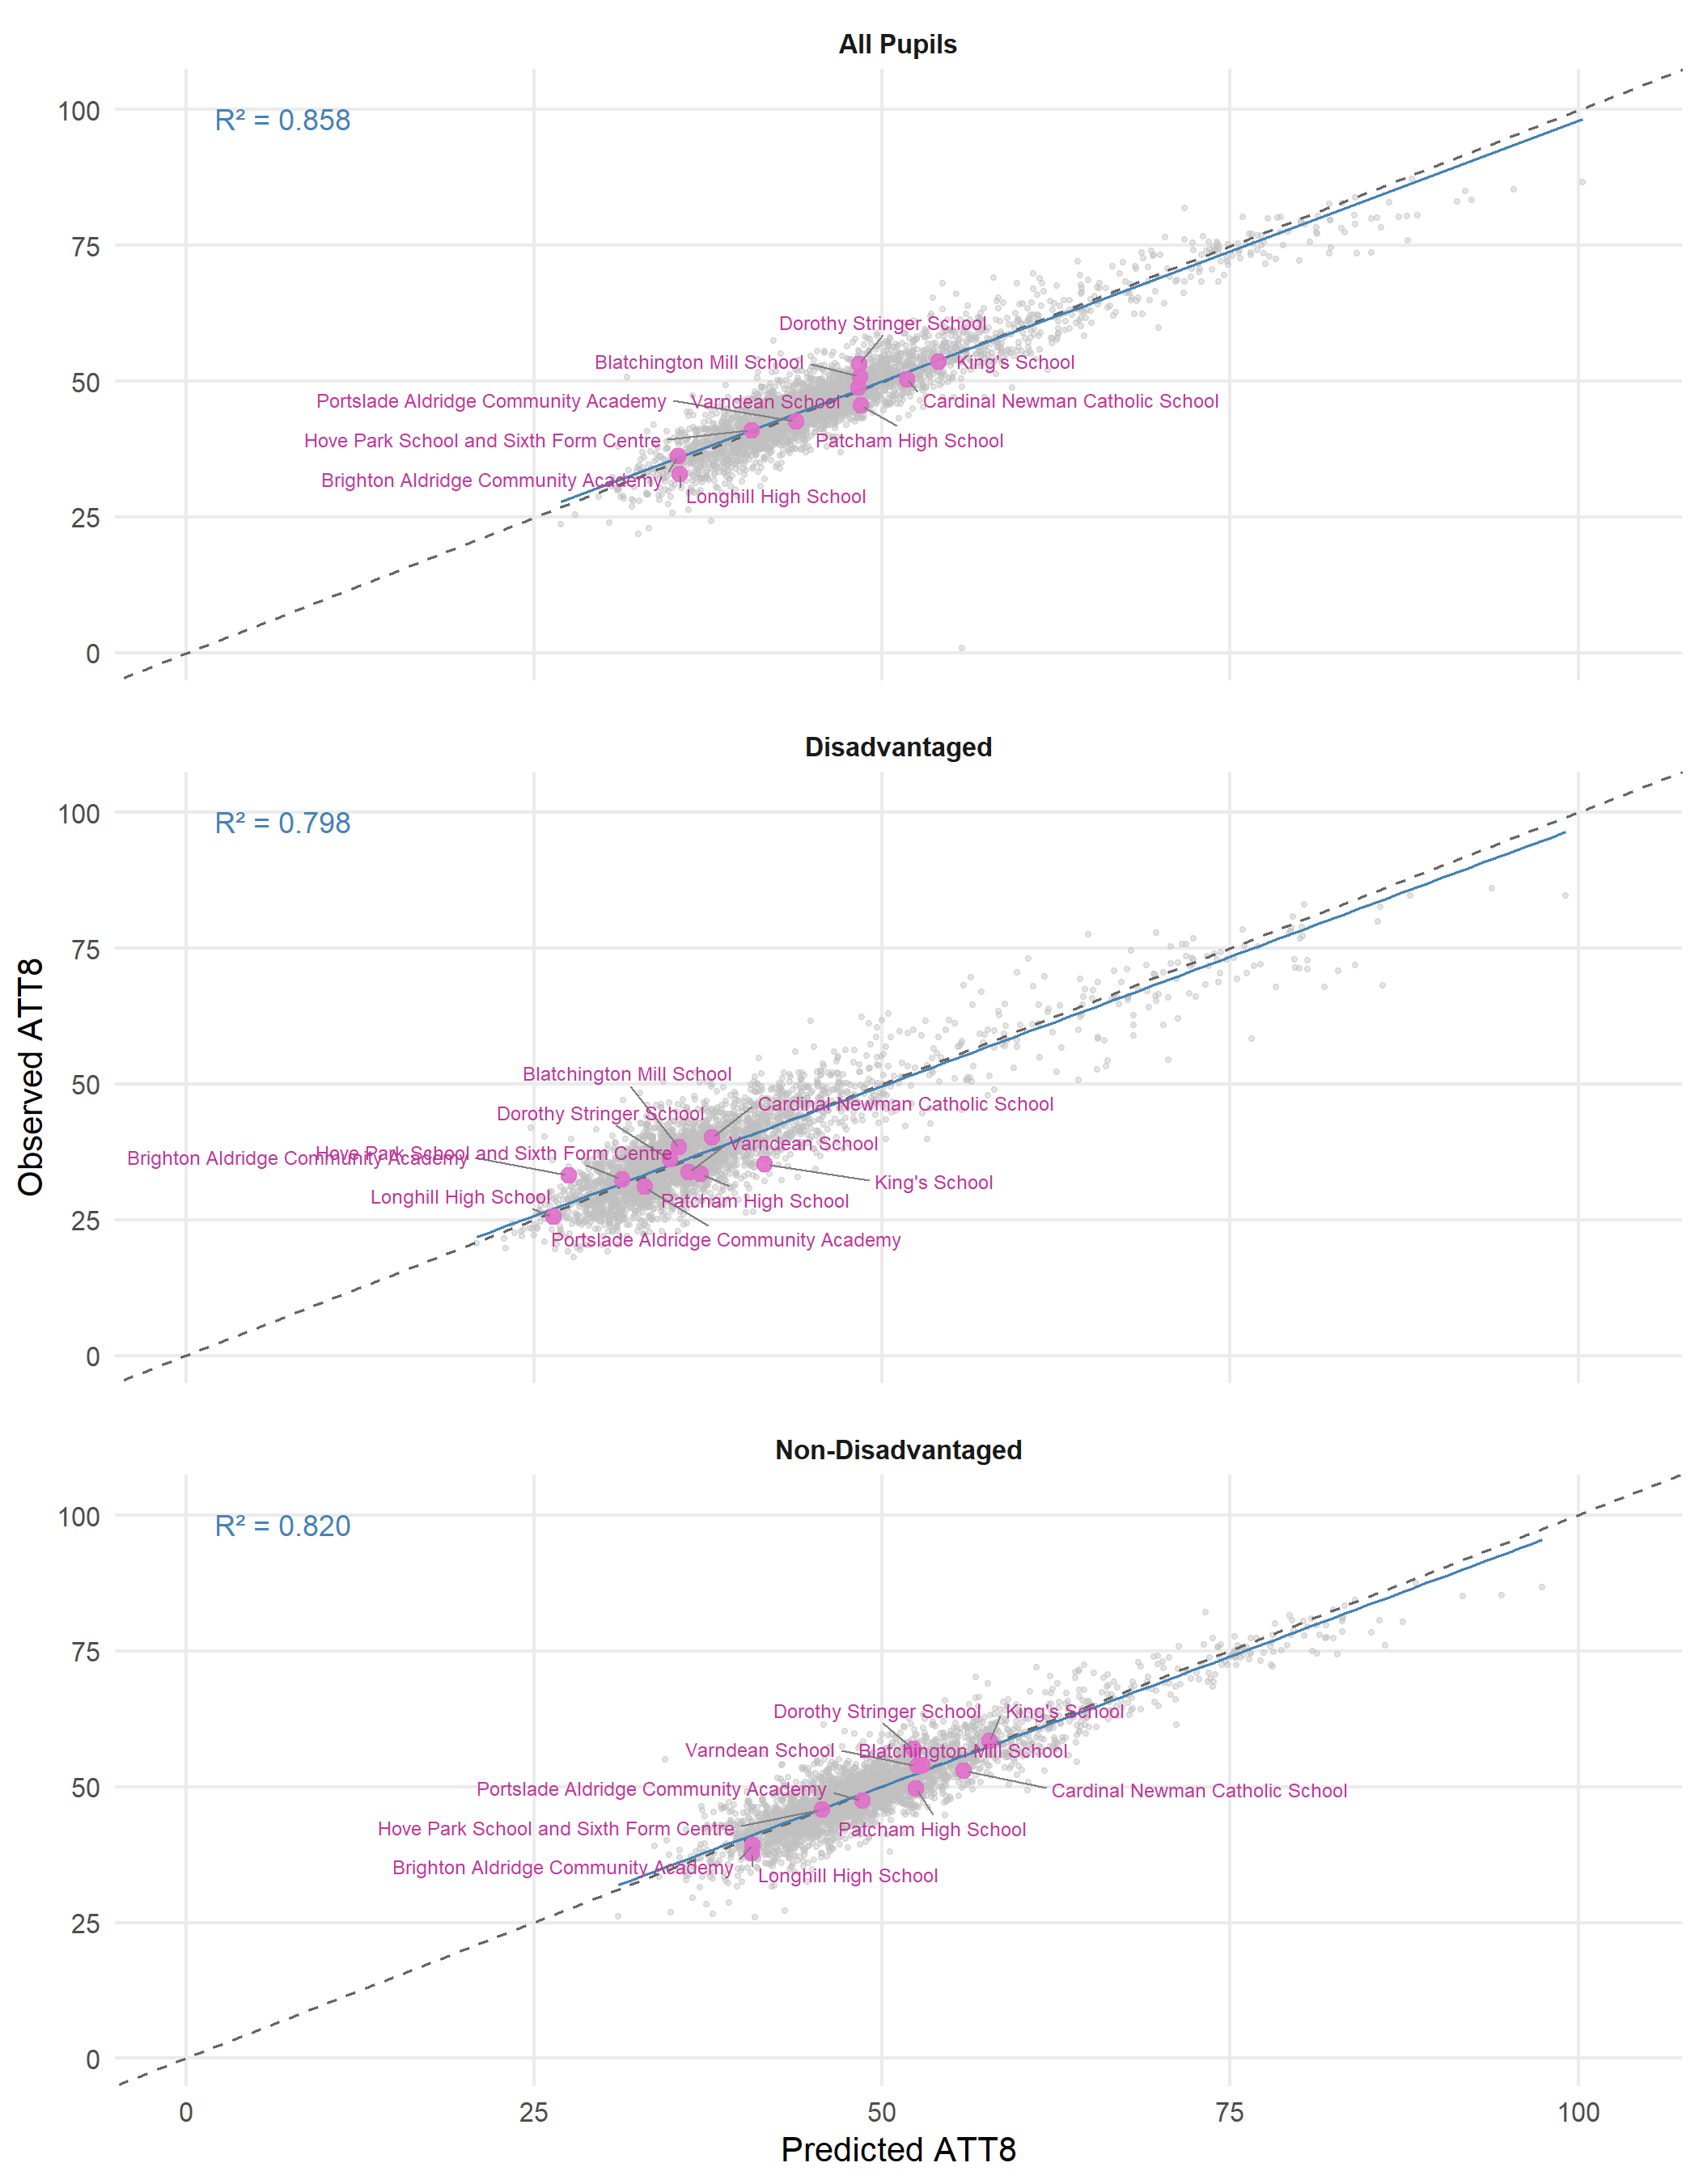 All Pupils
100
R² = 0.858
75
Dorothy Stringer School
Blatchington Mill School
King's School
50
Portslade Aldridge Community Academy
Varndean School
Cardinal Newman Catholic School
Hove Park School and Sixth Form Centre
Patcham High School
Brighton Aldridge Community Academy
Longhill High School
25
0
Disadvantaged
100
R² = 0.798
75
Observed ATT8
50
Blatchington Mill School
Cardinal Newman Catholic School
Dorothy Stringer School
Varndean School
Hove Park School and Sixth Form Centre
Brighton Aldridge Community Academy
King's School
Longhill High School
Patcham High School
25
Portslade Aldridge Community Academy
0
Non-Disadvantaged
100
R² = 0.820
75
Dorothy Stringer School
King's School
Varndean School
Blatchington Mill School
50
Portslade Aldridge Community Academy
Cardinal Newman Catholic School
Hove Park School and Sixth Form Centre
Patcham High School
Brighton Aldridge Community Academy
Longhill High School
25
0
0 25 50 75 100
Predicted ATT8